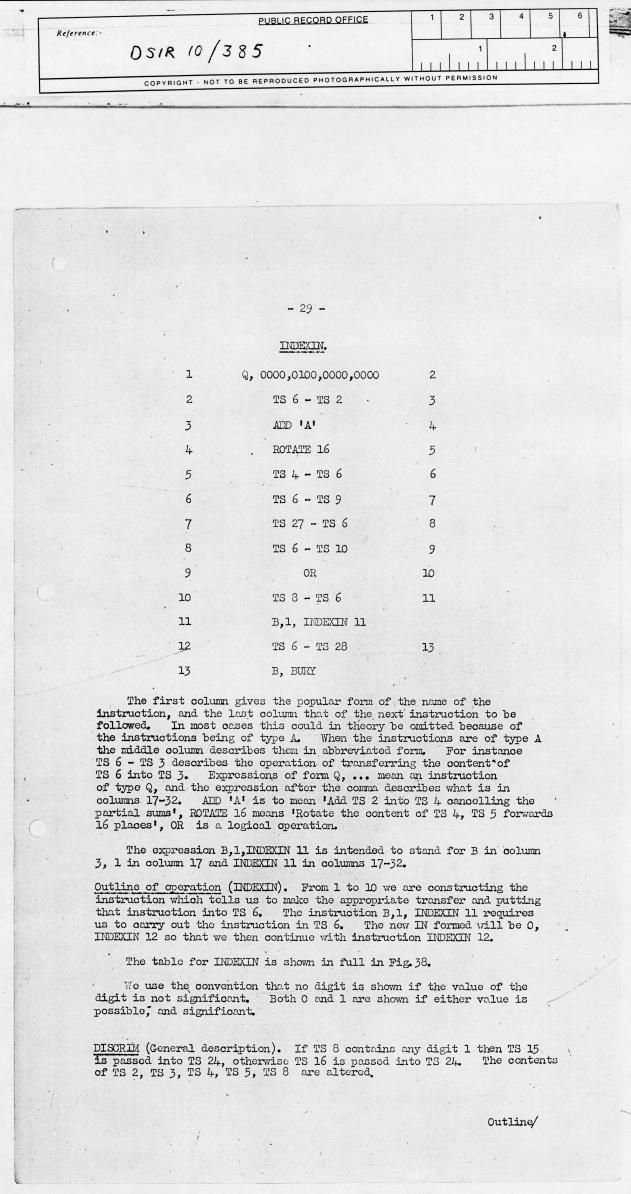 PUBLIC RECORD OFFICE
Reference:-
DSIR 10/385
1 2 3 4 5 6
1 2
COPYRIGHT - NOT TO BE REPRODUCED PHOTOGRAPHICALLY WITHOUT PERMISSION
- 29 -
INDEXIN.
1 Q, 0000,0100,0000,0000 2
2 TS 6 - TS 2 3
3 ADD 'A' 4
4 ROTATE 16 5
5 TS 4 - TS 6 6
6 TS 6 - TS 9 7
7 TS 27 - TS 6 8
8 TS 6 - TS 10 9
9 OR 10
10 TS 8 - TS 6 11
11 B,1, INDEXIN 11
12 TS 6 - TS 28 13
13 B, BURY
The first column gives the popular form of the name of the
instruction, and the last column that of the next instruction to be
followed. In most cases this could in theory be omitted because of
the instructions being of type A. When the instructions are of type A
the middle column describes them in abbreviated form. For instance
TS 6 - TS 3 describes the operation of transferring the content of
TS 6 into TS 3. Expressions of form Q, ... mean an instruction
of type Q, and the expression after the comma describes what is in
columns 17-32. ADD 'A' is to mean 'Add TS 2 into TS 4 cancelling the
partial sums', ROTATE 16 means 'Rotate the content of TS 4, TS 5 forwards
16 places', OR is a logical operation.
The expression B,1,INDEXIN 11 is intended to stand for B in column
3, 1 in column 17 and INDEXIN 11 in columns 17-32.
Outline of operation (INDEXIN). From 1 to 10 we are constructing the
instruction which tells us to make the appropriate transfer and putting
that instruction into TS 6. The instruction B,1, INDEXIN 11 requires
us to carry out the instruction in TS 6. The new IN formed will be 0,
INDEXIN 12 so that we then continue with instruction INDEXIN 12.
The table for INDEXIN is shown in full in Fig.38.
We use the convention that no digit is shown if the value of the
digit is not significant. Both 0 and 1 are shown if either value is
possible, and significant.
DISCRIM (General description). If TS 8 contains any digit 1 then TS 15
is passed into TS 24, otherwise TS 16 is passed into TS 24. The contents
of TS 2, TS 3, TS 4, TS 5, TS 8 are altered.
Outline/